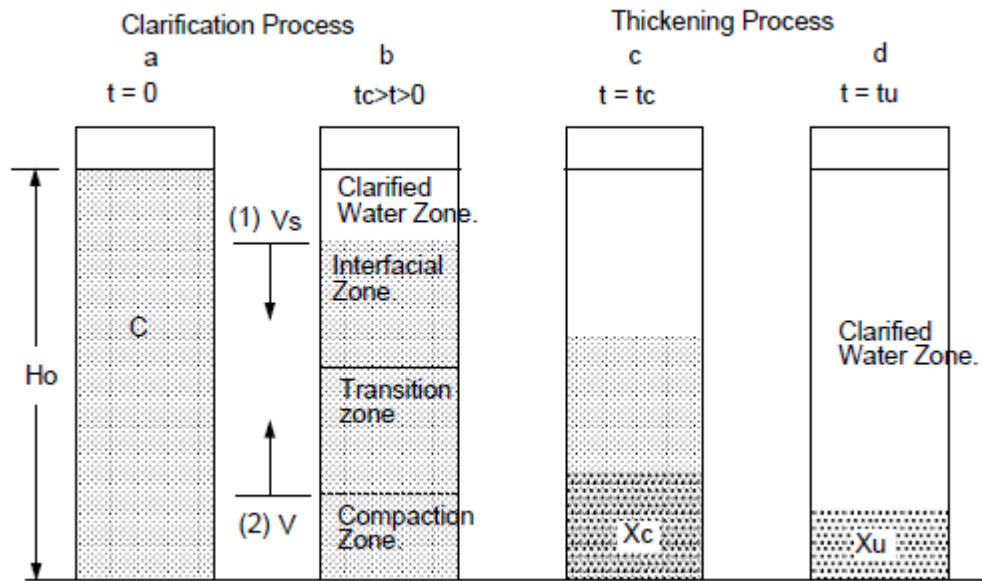 Clarification Process
Thickening Process
a
b
c
d
t = 0
tc>t>0
t = tc
t = tu
Clarified
Water Zone.
(1) Vs
Interfacial
Zone.
C
Clarified
Water Zone.
Ho
Transition
zone
(2) V
Compaction
Zone.
Xc
Xu